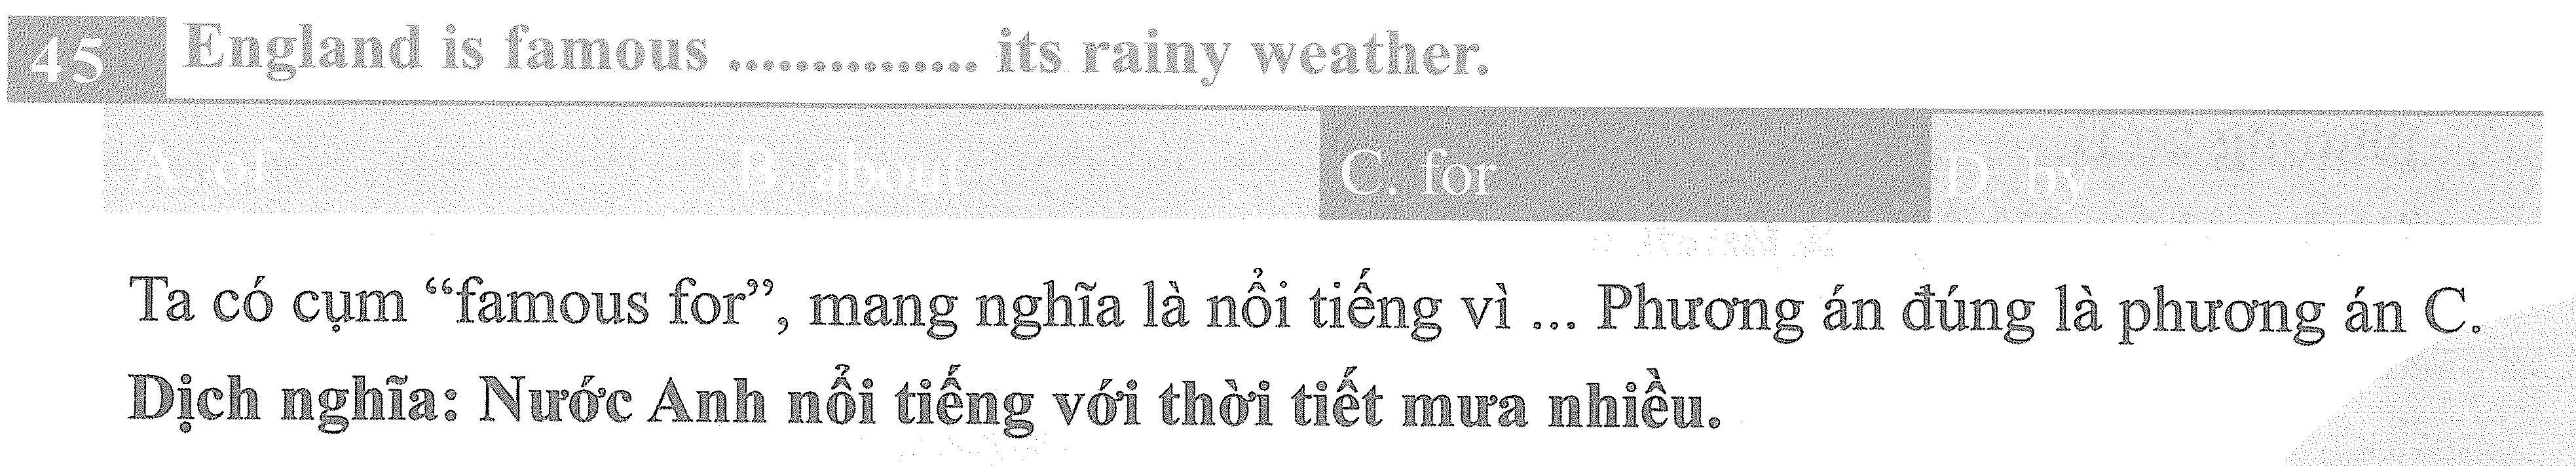 45 England is famous .............. its rainy weather.
A. of B. about C. for D. by
Ta có cụm “famous for”, mang nghĩa là nổi tiếng vì ... Phương án đúng là phương án C.
Dịch nghĩa: Nước Anh nổi tiếng với thời tiết mưa nhiều.